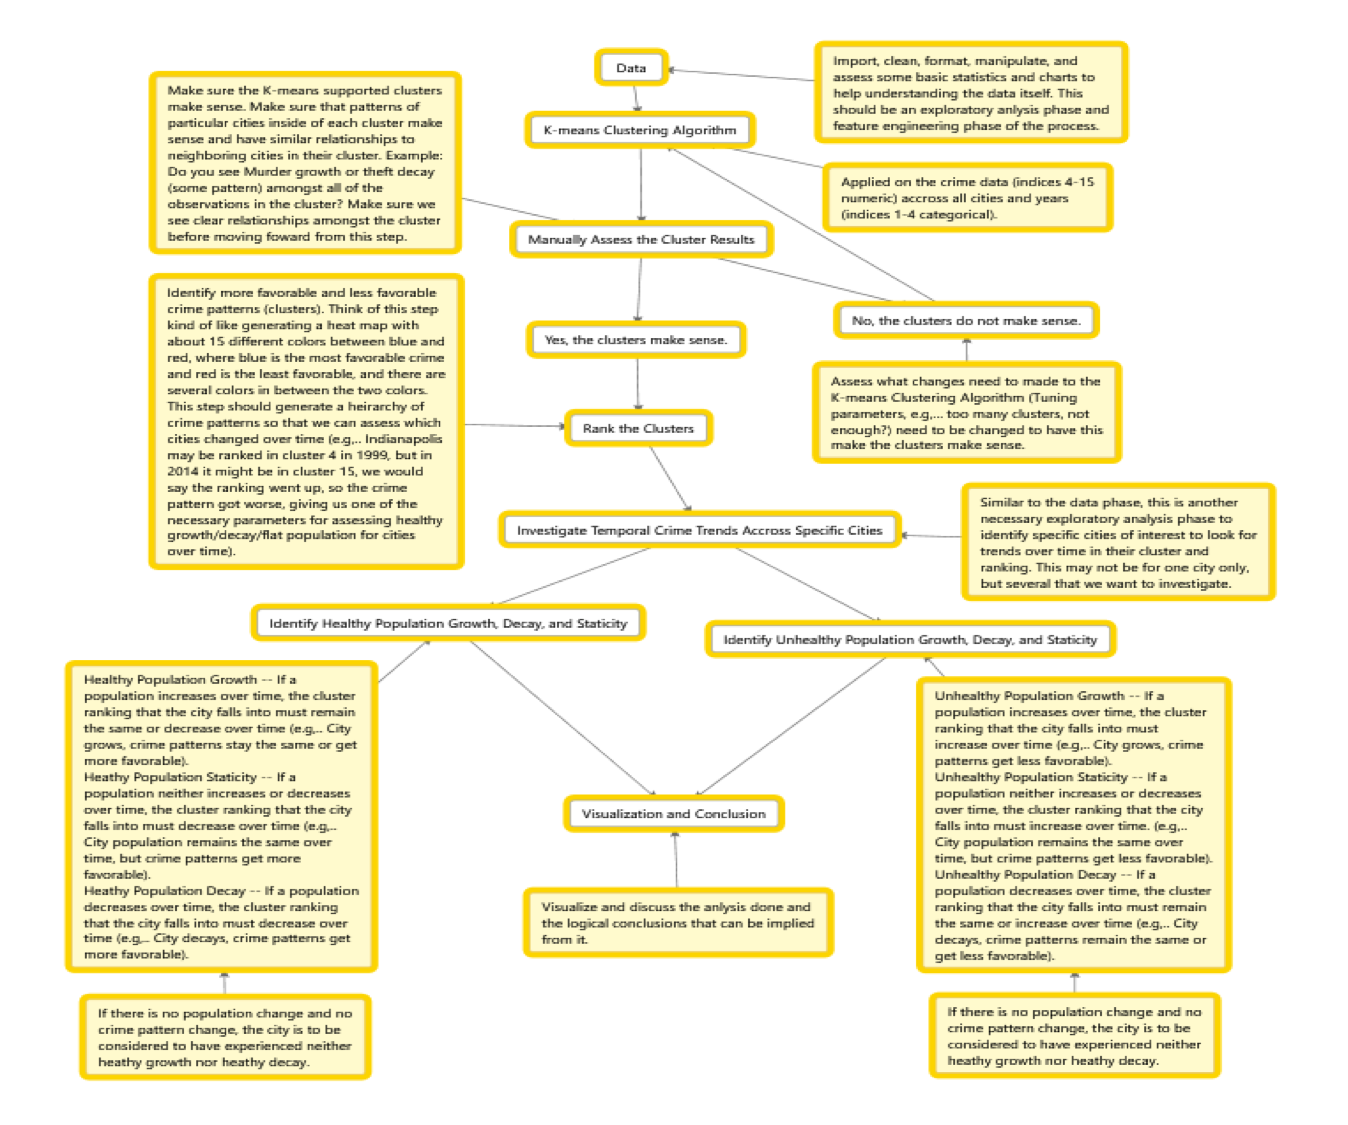 Data
Import, clean, format, manipulate, and
assess some basic statistics and charts to
help understanding the data itself. This
should be an exploratory anlysis phase and
feature engineering phase of the process.
Make sure the K-means supported clusters
make sense. Make sure that patterns of
particular cities inside of each cluster make
sense and have similar relationships to
neighboring cities in their cluster. Example:
Do you see Murder growth or theft decay
(some pattern) amongst all of the
observations in the cluster? Make sure we
see clear relationships amongst the cluster
before moving foward from this step.
K-means Clustering Algorithm
Applied on the crime data (indices 4-15
numeric) accross all cities and years
(indices 1-4 categorical).
Manually Assess the Cluster Results
Identify more favorable and less favorable
crime patterns (clusters). Think of this step
kind of like generating a heat map with
about 15 different colors between blue and
red, where blue is the most favorable crime
and red is the least favorable, and there are
several colors in between the two colors.
This step should generate a heirarchy of
crime patterns so that we can assess which
cities changed over time (e.g,.. Indianapolis
may be ranked in cluster 4 in 1999, but in
2014 it might be in cluster 15, we would
say the ranking went up, so the crime
pattern got worse, giving us one of the
necessary parameters for assessing healthy
growth/decay/flat population for cities
over time).
Yes, the clusters make sense.
No, the clusters do not make sense.
Assess what changes need to made to the
K-means Clustering Algorithm (Tuning
parameters, e.g,... too many clusters, not
enough?) need to be changed to have this
make the clusters make sense.
Rank the Clusters
Similar to the data phase, this is another
necessary exploratory analysis phase to
identify specific cities of interest to look for
trends over time in their cluster and
ranking. This may not be for one city only,
but several that we want to investigate.
Investigate Temporal Crime Trends Accross Specific Cities
Identify Healthy Population Growth, Decay, and Staticity
Identify Unhealthy Population Growth, Decay, and Staticity
Healthy Population Growth -- If a
population increases over time, the cluster
ranking that the city falls into must remain
the same or decrease over time (e.g,.. City
grows, crime patterns stay the same or get
more favorable).
Heathy Population Staticity -- If a
population neither increases or decreases
over time, the cluster ranking that the city
falls into must decrease over time (e.g,..
City population remains the same over
time, but crime patterns get more
favorable).
Heathy Population Decay -- If a population
decreases over time, the cluster ranking
that the city falls into must decrease over
time (e.g,.. City decays, crime patterns get
more favorable).
Unhealthy Population Growth -- If a
population increases over time, the cluster
ranking that the city falls into must
increase over time (e.g,.. City grows, crime
patterns get less favorable).
Unhealthy Population Staticity -- If a
population neither increases or decreases
over time, the cluster ranking that the city
falls into must increase over time. (e.g,..
City population remains the same over
time, but crime patterns get less favorable).
Unhealthy Population Decay -- If a
population decreases over time, the cluster
ranking that the city falls into must remain
the same or increase over time (e.g,.. City
decays, crime patterns remain the same or
get less favorable).
Visualization and Conclusion
Visualize and discuss the anlysis done and
the logical conclusions that can be implied
from it.
If there is no population change and no
crime pattern change, the city is to be
considered to have experienced neither
heathy growth nor heathy decay.
If there is no population change and no
crime pattern change, the city is to be
considered to have experienced neither
heathy growth nor heathy decay.